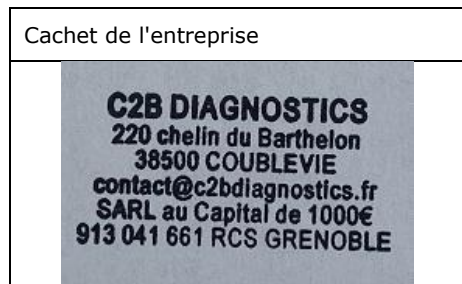 Cachet de l'entreprise
C2B DIAGNOSTICS
220 chelin du Barthelon
38500 COUBLEVIE
contact@c2bdiagnostics.fr
SARL au Capital de 1000€
913 041 661 RCS GRENOBLE